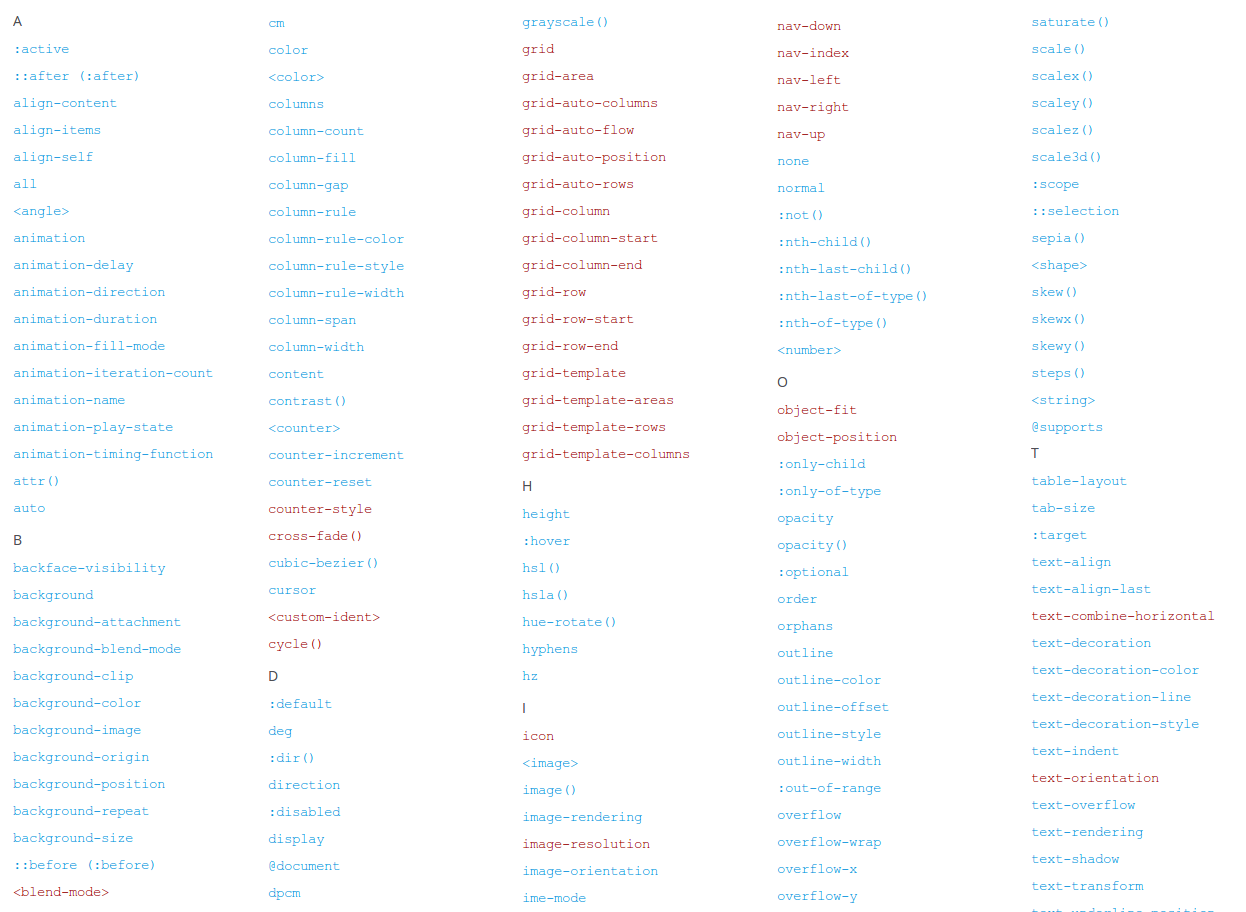 A
:active
::after (:after)
align-content
align-items
align-self
all
<angle>
animation
animation-delay
animation-direction
animation-duration
animation-fill-mode
animation-iteration-count
animation-name
animation-play-state
animation-timing-function
attr()
auto
B
backface-visibility
background
background-attachment
background-blend-mode
background-clip
background-color
background-image
background-origin
background-position
background-repeat
background-size
::before (:before)
<blend-mode>
cm
color
<color>
columns
column-count
column-fill
column-gap
column-rule
column-rule-color
column-rule-style
column-rule-width
column-span
column-width
content
contrast()
<counter>
counter-increment
counter-reset
counter-style
cross-fade()
cubic-bezier()
cursor
<custom-ident>
cycle()
D
:default
deg
:dir()
direction
:disabled
display
@document
dpcm
grayscale()
grid
grid-area
grid-auto-columns
grid-auto-flow
grid-auto-position
grid-auto-rows
grid-column
grid-column-start
grid-column-end
grid-row
grid-row-start
grid-row-end
grid-template
grid-template-areas
grid-template-rows
grid-template-columns
H
height
:hover
hsl()
hsla()
hue-rotate()
hyphens
hz
I
icon
<image>
image()
image-rendering
image-resolution
image-orientation
ime-mode
nav-down
nav-index
nav-left
nav-right
nav-up
none
normal
:not()
:nth-child()
:nth-last-child()
:nth-last-of-type()
:nth-of-type()
<number>
O
object-fit
object-position
:only-child
:only-of-type
opacity
opacity()
:optional
order
orphans
outline
outline-color
outline-offset
outline-style
outline-width
:out-of-range
overflow
overflow-wrap
overflow-x
overflow-y
saturate()
scale()
scalex()
scaley()
scalez()
scale3d()
:scope
::selection
sepia()
<shape>
skew()
skewx()
skewy()
steps()
<string>
@supports
T
table-layout
tab-size
:target
text-align
text-align-last
text-combine-horizontal
text-decoration
text-decoration-color
text-decoration-line
text-decoration-style
text-indent
text-orientation
text-overflow
text-rendering
text-shadow
text-transform